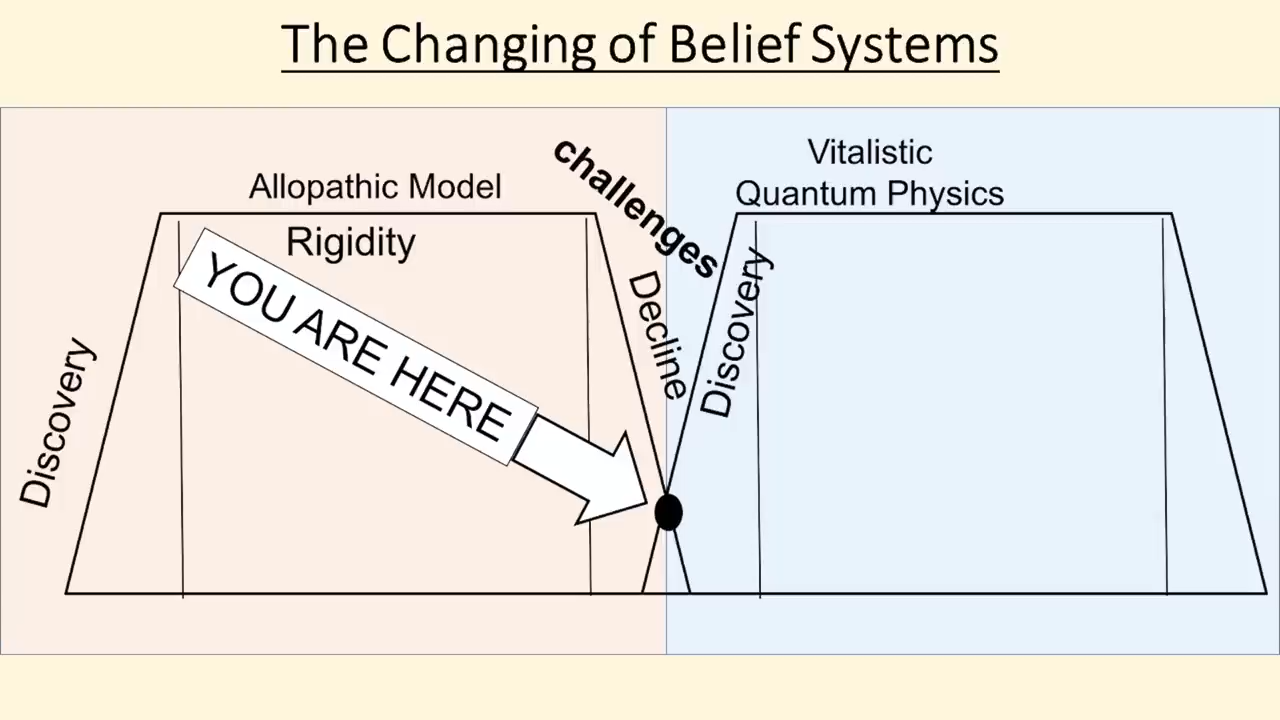 The Changing of Belief Systems
Allopathic Model
Rigidity
YOU ARE HERE
Discovery
challenges
Decline
Vitalistic
Quantum Physics
Discovery